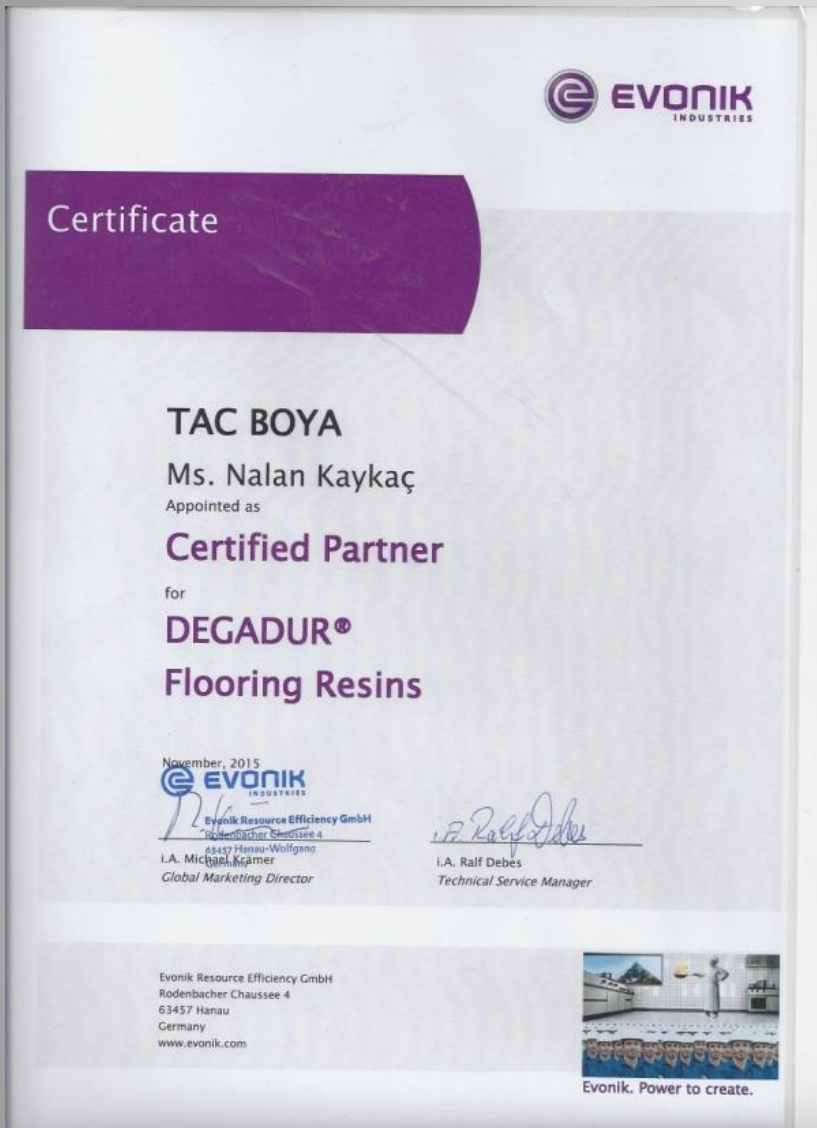 EVONIK
INDUSTRIES
Certificate
TAC BOYA
Ms. Nalan Kaykaç
Appointed as
Certified Partner
for
DEGADUR®
Flooring Resins
November, 2015
EVONIK
INDUSTRIES
Evonik Resource Efficiency GmbH
Rodenbacher Chaussee 4
63457 Hanau-Wolfgang
Germany
i.A. Ralf Debes
i.A. Michael Krämer
Global Marketing Director
i.A. Ralf Debes
Technical Service Manager
Evonik Resource Efficiency GmbH
Rodenbacher Chaussee 4
63457 Hanau
Germany
www.evonik.com
Evonik. Power to create.